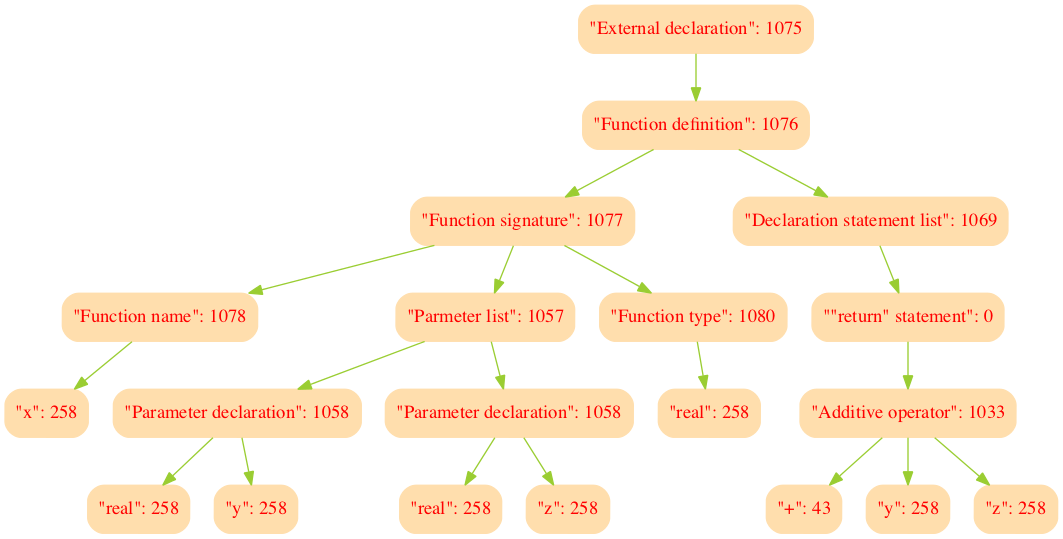 "External declaration": 1075
"Function definition": 1076
"Function signature": 1077
"Declaration statement list": 1069
"Function name": 1078
"Parmeter list": 1057
"Function type": 1080
""return" statement": 0
"x": 258
"Parameter declaration": 1058
"Parameter declaration": 1058
"real": 258
"Additive operator": 1033
"real": 258
"y": 258
"real": 258
"z": 258
"+": 43
"y": 258
"z": 258